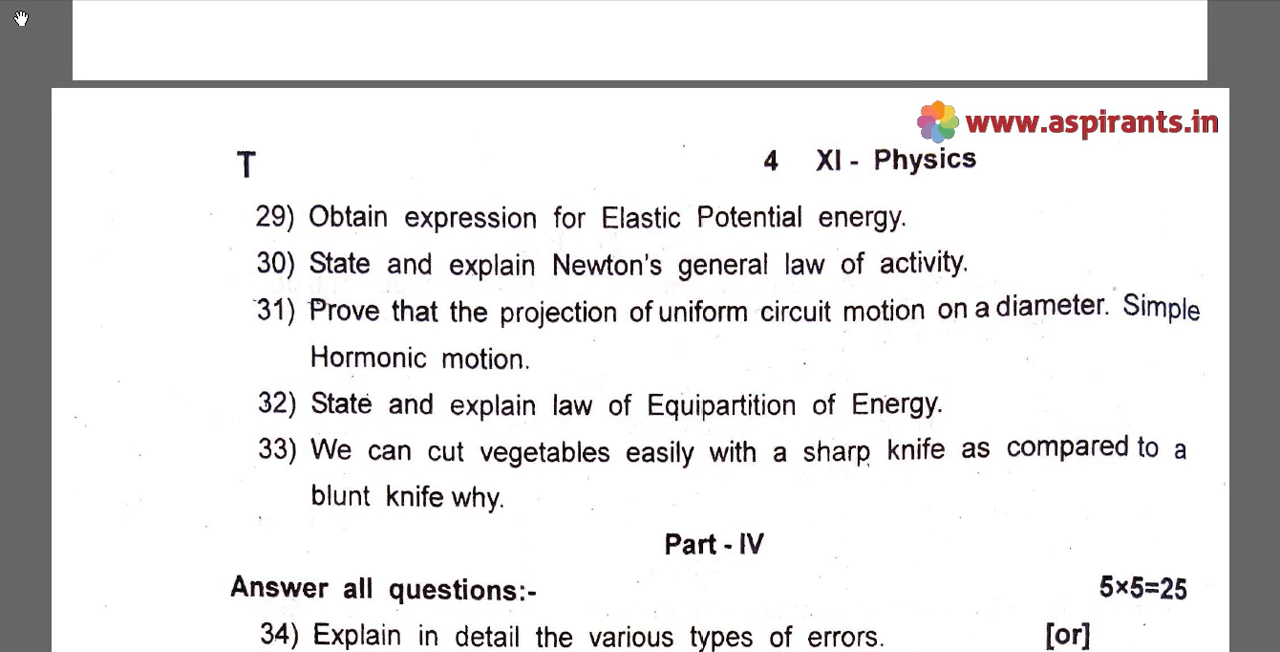 www.aspirants.in
T 4 XI - Physics
29) Obtain expression for Elastic Potential energy.
30) State and explain Newton's general law of activity.
31) Prove that the projection of uniform circuit motion on a diameter. Simple
Hormonic motion.
32) State and explain law of Equipartition of Energy.
33) We can cut vegetables easily with a sharp knife as compared to a
blunt knife why.
Part - IV
Answer all questions:- 5×5=25
34) Explain in detail the various types of errors. [or]